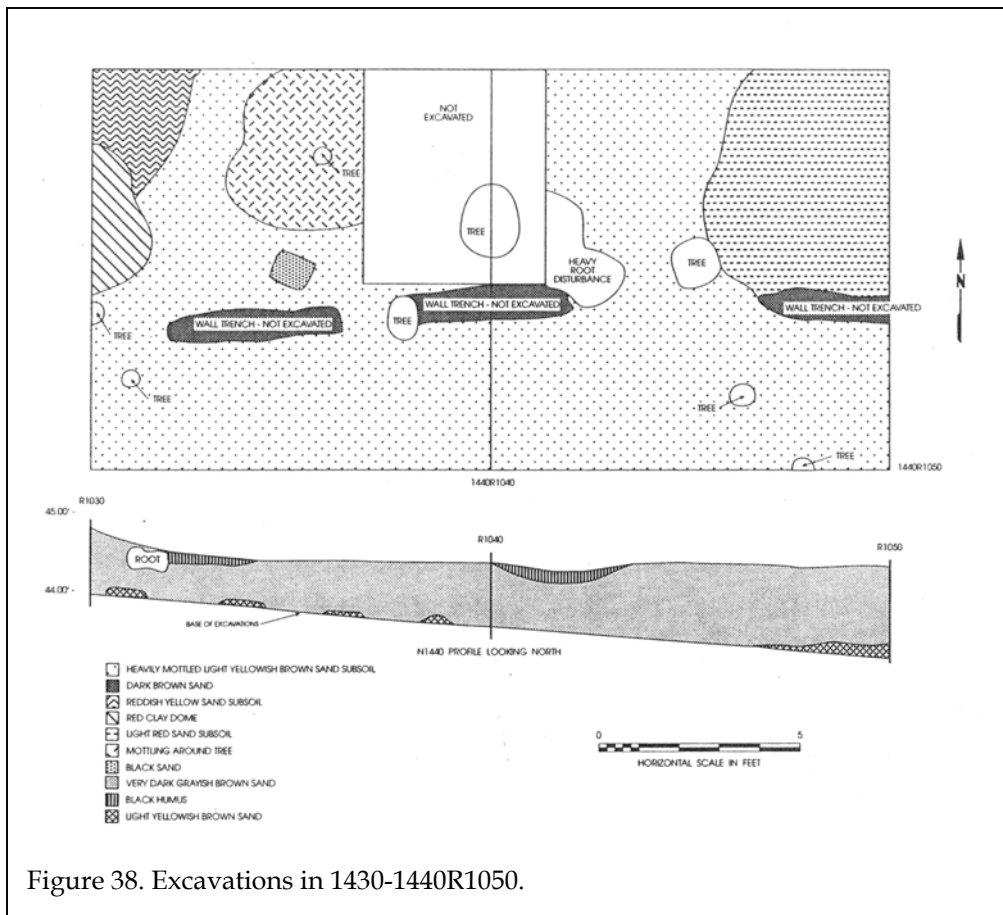 NOT
EXCAVATED
TREE
TREE
HEAVY
ROOT
DISTURBANCE
TREE
N
WALL TRENCH - NOT EXCAVATED
WALL TRENCH - NOT EXCAVATED
TREE
WALL TRENCH - NOT EXCAVATED
TREE
TREE
TREE
TREE
1440R1050
1440R1040
R1030
45.00' -
R1040
R1050
ROOT
44.00' -
BASE OF EXCAVATIONS
N1440 PROFILE LOOKING NORTH
HEAVILY MOTTLED LIGHT YELLOWISH BROWN SAND SUBSOIL
DARK BROWN SAND
REDDISH YELLOW SAND SUBSOIL
RED CLAY DOME
LIGHT RED SAND SUBSOIL
MOTTLING AROUND TREE
BLACK SAND
VERY DARK GRAYISH BROWN SAND
BLACK HUMUS
LIGHT YELLOWISH BROWN SAND
0 5
HORIZONTAL SCALE IN FEET
Figure 38. Excavations in 1430-1440R1050.